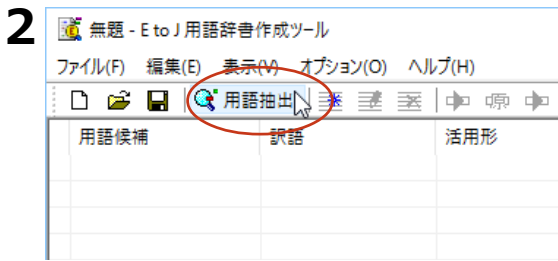 2
無題 - E to J 用語辞書作成ツール
ファイル(F) 編集(E) 表示(V) オプション(O) ヘルプ(H)
用語抽出 原
用語候補 訳語 活用形